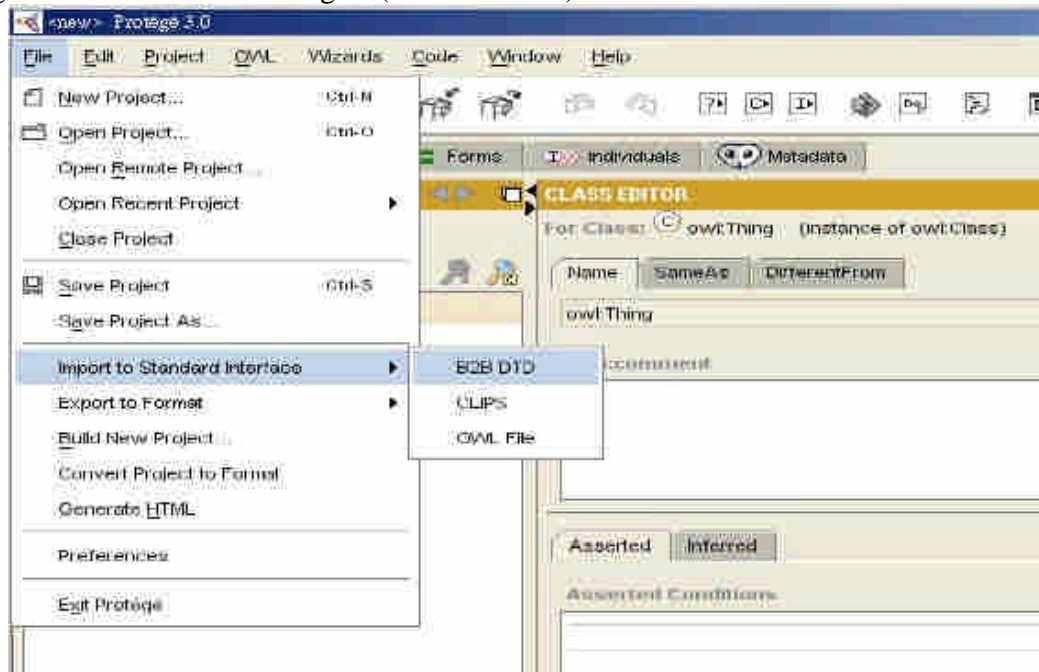 <new> Protégé 3.0
File Edit Project OWL Wizards Code Window Help
New Project... Ctrl-N
Open Project... Ctrl-O
Open Remote Project...
Open Recent Project
Close Project
Save Project Ctrl-S
Save Project As...
Import to Standard Interface
Export to Format
Build New Project...
Convert Project to Format
Generate HTML
Preferences
Exit Protégé
B2B DTD
CLIPS
OWL File
Forms Individuals Metadata
CLASS EDITOR
For Class: owl:Thing (instance of owl:Class)
Name SameAs DifferentFrom
owl:Thing
comment
Asserted Inferred
Asserted Conditions